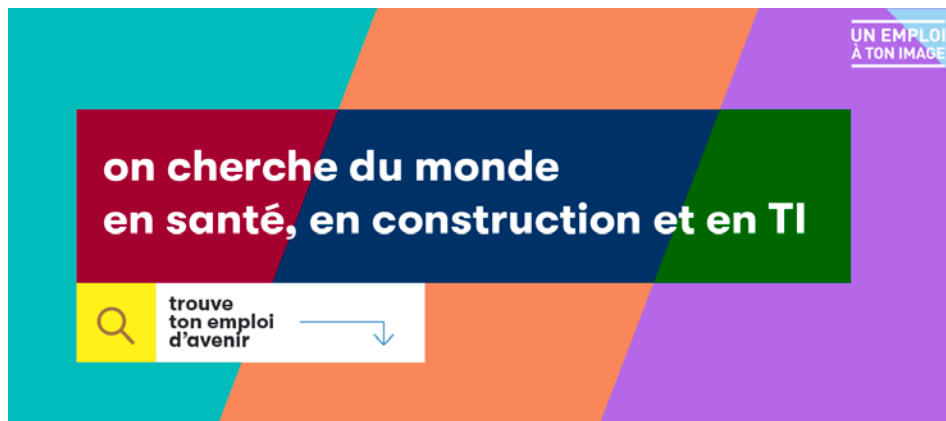 UN EMPLOI
À TON IMAGE
on cherche du monde
en santé, en construction et en TI
trouve
ton emploi
d'avenir